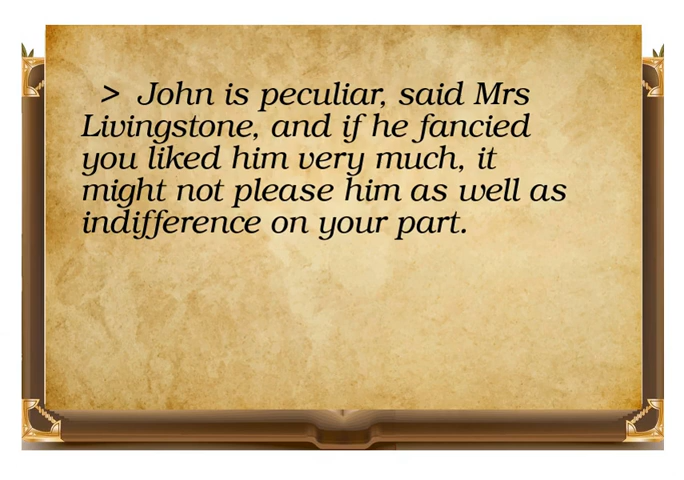 > John is peculiar, said Mrs
Livingstone, and if he fancied
you liked him very much, it
might not please him as well as
indifference on your part.